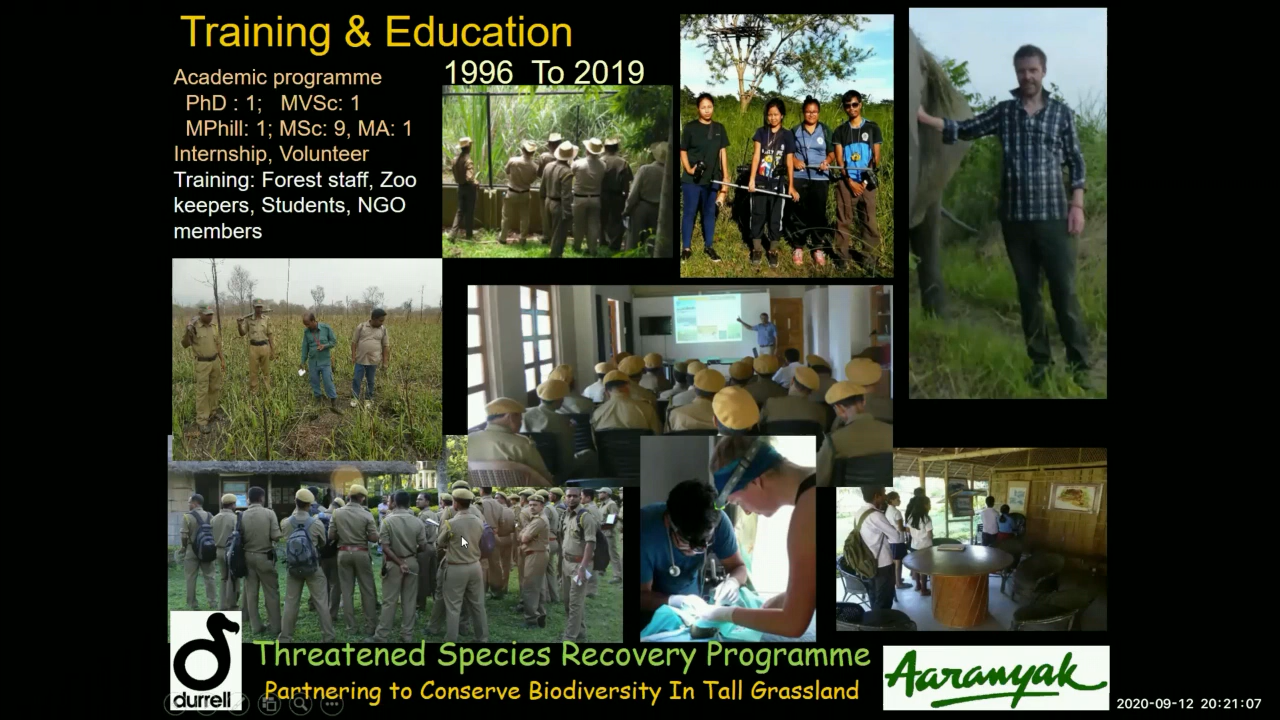 Training & Education
1996 To 2019
Academic programme
PhD : 1; MVSc: 1
MPhill: 1; MSc: 9, MA: 1
Internship, Volunteer
Training: Forest staff, Zoo
keepers, Students, NGO
members
Threatened Species Recovery Programme
Partnering to Conserve Biodiversity In Tall Grassland
durrell
Aaranyak
2020-09-12 20:21:07